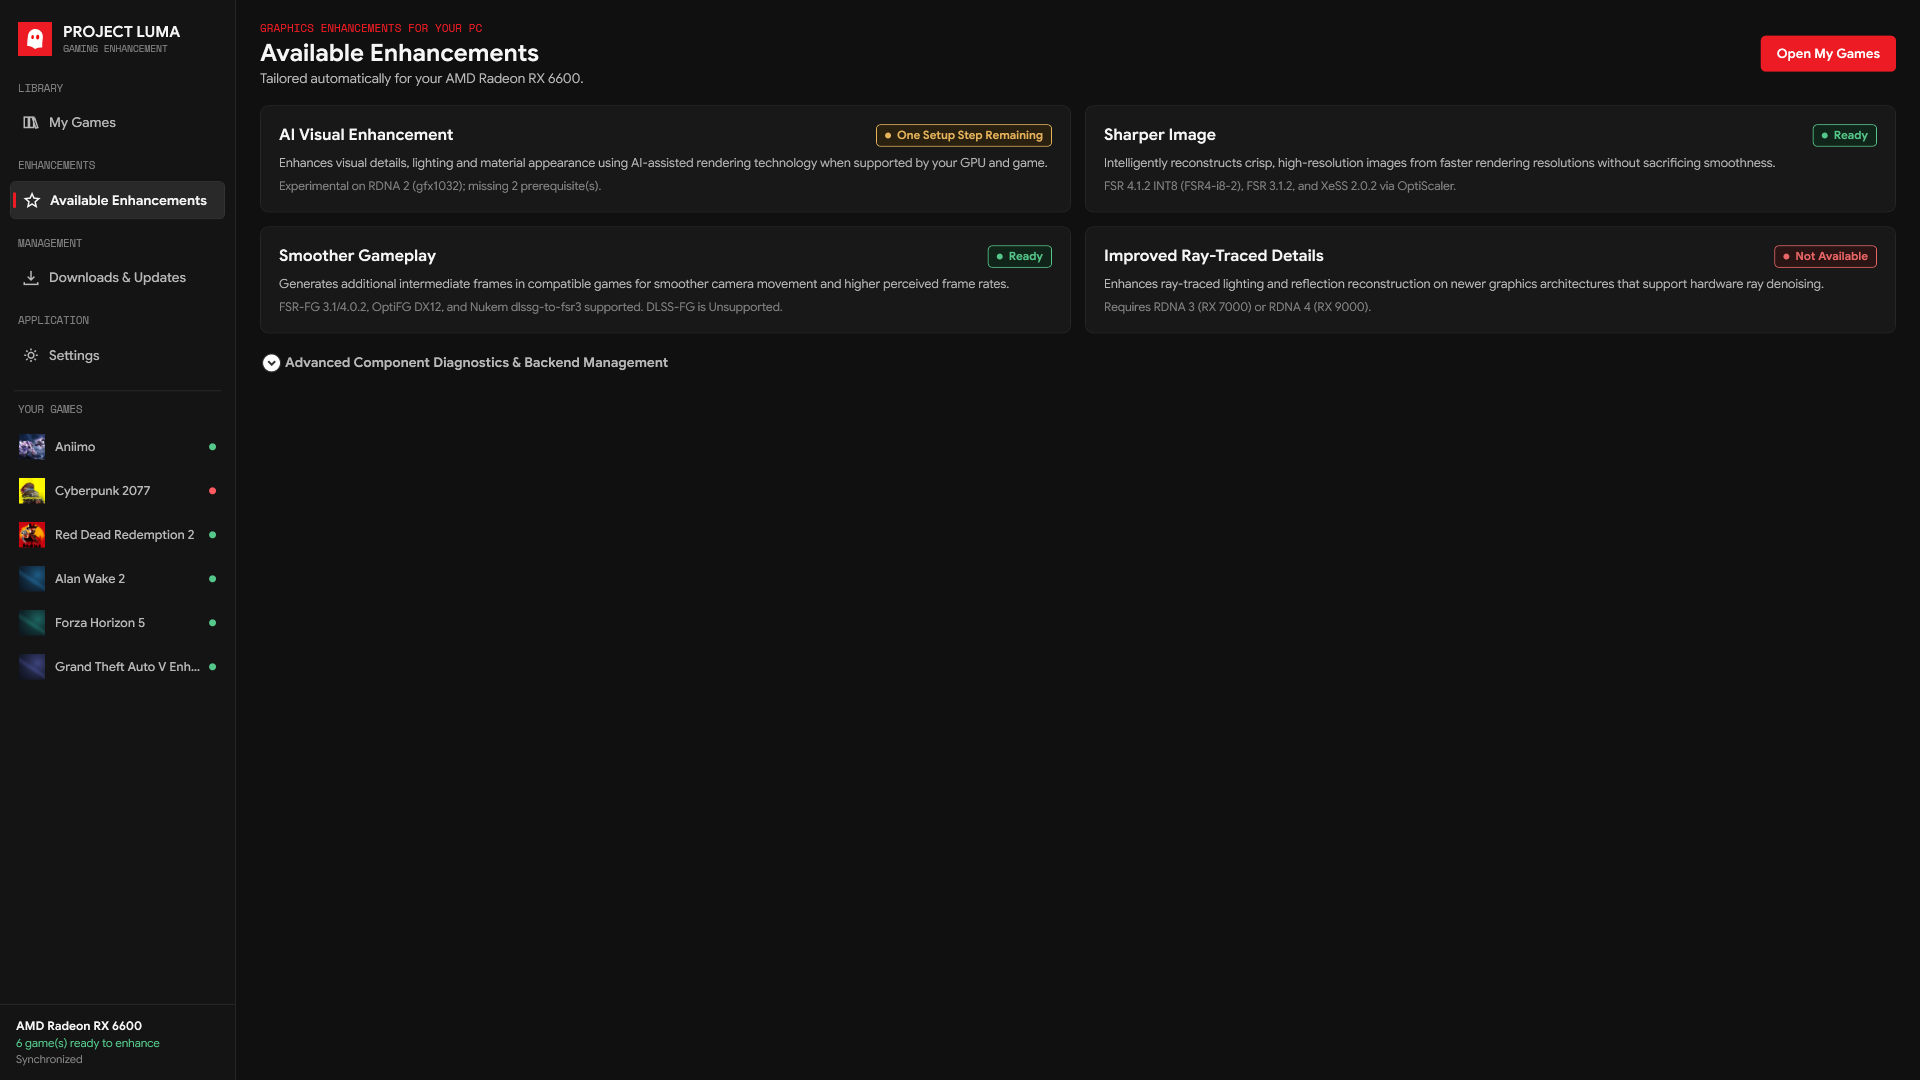 PROJECT LUMA
GAMING ENHANCEMENT
LIBRARY
My Games
ENHANCEMENTS
Available Enhancements
MANAGEMENT
Downloads & Updates
APPLICATION
Settings
YOUR GAMES
Aniimo
Cyberpunk 2077
Red Dead Redemption 2
Alan Wake 2
Forza Horizon 5
Grand Theft Auto V Enh...
AMD Radeon RX 6600
6 game(s) ready to enhance
Synchronized
GRAPHICS ENHANCEMENTS FOR YOUR PC
Available Enhancements
Tailored automatically for your AMD Radeon RX 6600.
Open My Games
AI Visual Enhancement
One Setup Step Remaining
Enhances visual details, lighting and material appearance using AI-assisted rendering technology when supported by your GPU and game.
Experimental on RDNA 2 (gfx1032); missing 2 prerequisite(s).
Sharper Image
Ready
Intelligently reconstructs crisp, high-resolution images from faster rendering resolutions without sacrificing smoothness.
FSR 4.1.2 INT8 (FSR4-i8-2), FSR 3.1.2, and XeSS 2.0.2 via OptiScaler.
Smoother Gameplay
Ready
Generates additional intermediate frames in compatible games for smoother camera movement and higher perceived frame rates.
FSR-FG 3.1/4.0.2, OptiFG DX12, and Nukem dlssg-to-fsr3 supported. DLSS-FG is Unsupported.
Improved Ray-Traced Details
Not Available
Enhances ray-traced lighting and reflection reconstruction on newer graphics architectures that support hardware ray denoising.
Requires RDNA 3 (RX 7000) or RDNA 4 (RX 9000).
Advanced Component Diagnostics & Backend Management